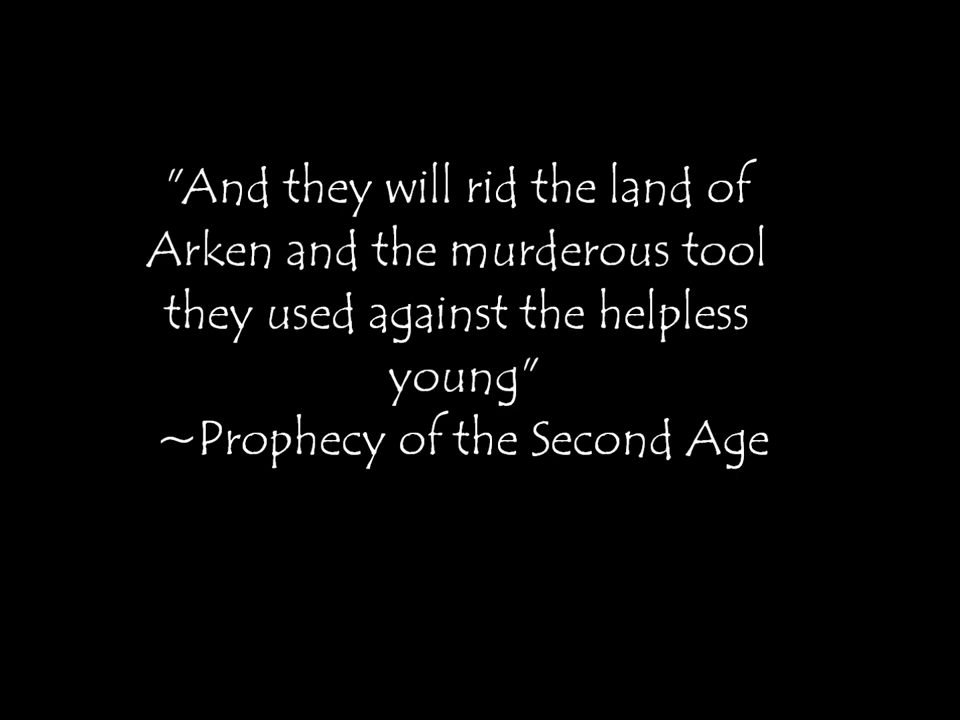 "And they will rid the land of
Arken and the murderous tool
they used against the helpless
young"
~Prophecy of the Second Age